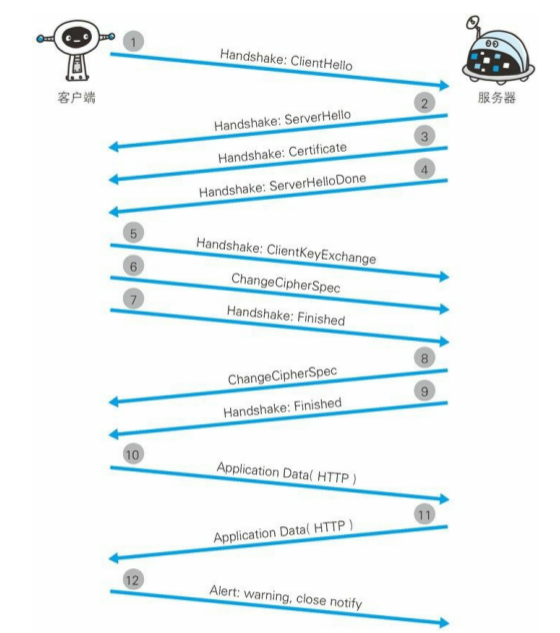 1
Handshake: ClientHello
客户端
服务器
2
Handshake: ServerHello
3
Handshake: Certificate
4
Handshake: ServerHelloDone
5
Handshake: ClientKeyExchange
6
ChangeCipherSpec
7
Handshake: Finished
8
ChangeCipherSpec
9
Handshake: Finished
10
Application Data( HTTP )
11
Application Data( HTTP )
12
Alert: warning, close notify